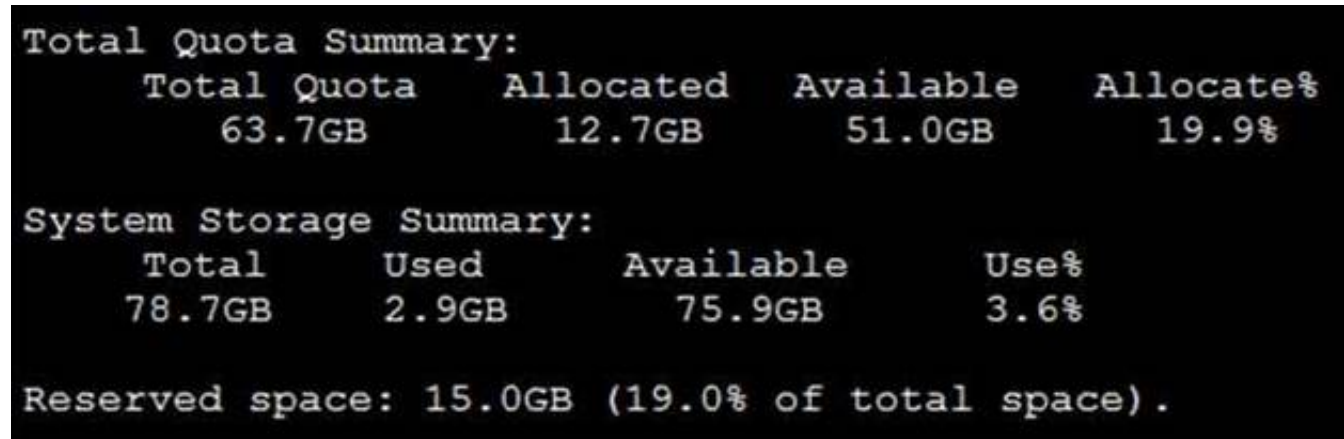 Total Quota Summary:
Total Quota Allocated Available Allocate%
63.7GB 12.7GB 51.0GB 19.9%
System Storage Summary:
Total Used Available Use%
78.7GB 2.9GB 75.9GB 3.6%
Reserved space: 15.0GB (19.0% of total space).